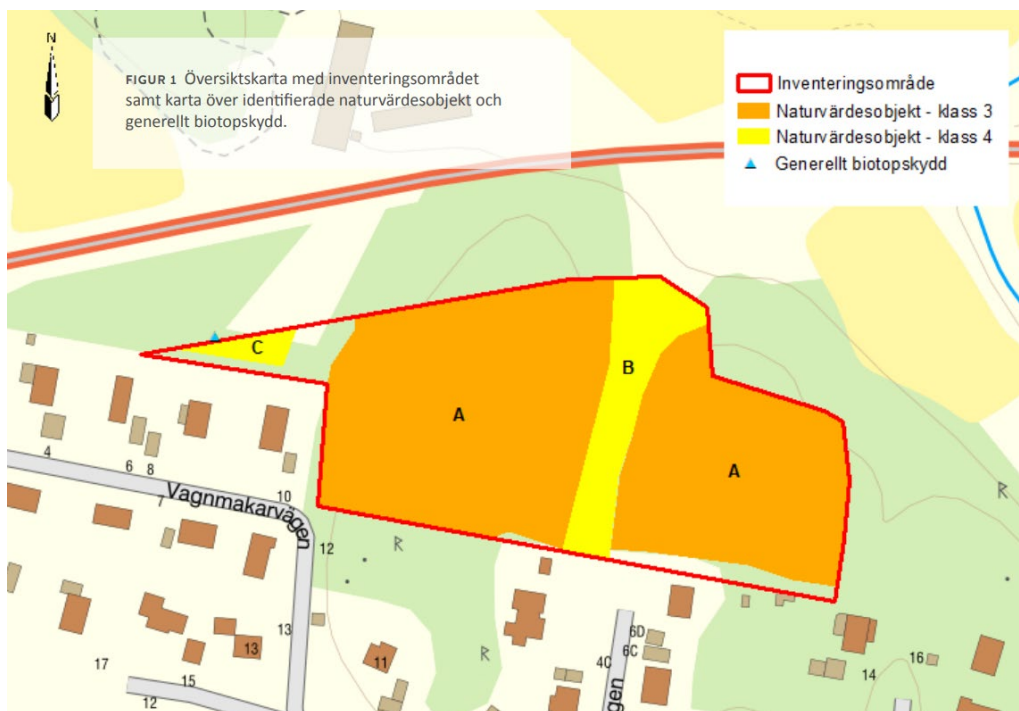 N
FIGUR 1 Översiktskarta med inventeringsområdet
samt karta över identifierade naturvärdesobjekt och
generellt biotopskydd.
Inventeringsområde
Naturvärdesobjekt - klass 3
Naturvärdesobjekt - klass 4
Generellt biotopskydd
C
B
A
A
4
6
8
7
Vagnmakarvägen
10
12
R
R
R
13
13
11
17
15
12
6D
6C
4C
gen
14
16